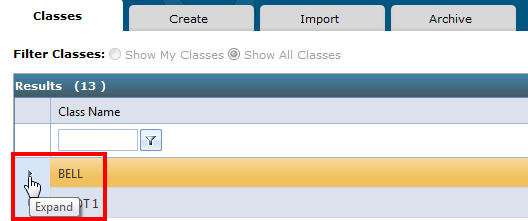 Classes Create Import Archive
Filter Classes: Show My Classes Show All Classes
Results (13 )
Class Name
BELL
Expand